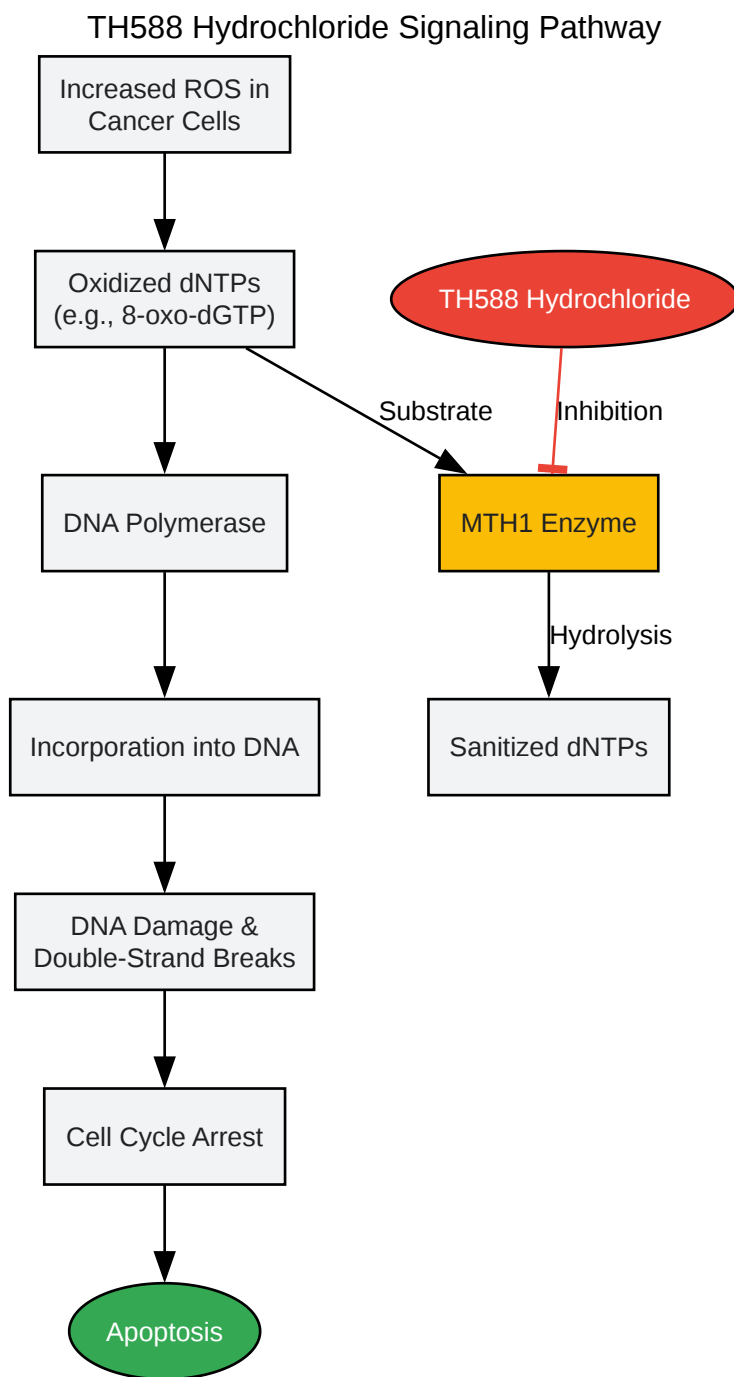 TH588 Hydrochloride Signaling Pathway
Increased ROS in
Cancer Cells
Oxidized dNTPs
(e.g., 8-oxo-dGTP)
TH588 Hydrochloride
Substrate
Inhibition
DNA Polymerase
MTH1 Enzyme
Hydrolysis
Incorporation into DNA
Sanitized dNTPs
DNA Damage &
Double-Strand Breaks
Cell Cycle Arrest
Apoptosis